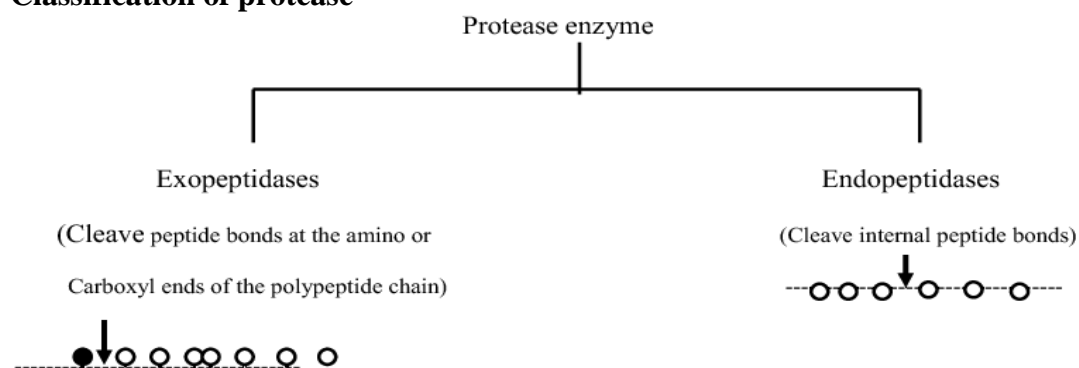 Classification of protease
Protease enzyme
Exopeptidases
(Cleave peptide bonds at the amino or
Carboxyl ends of the polypeptide chain)
Endopeptidases
(Cleave internal peptide bonds)